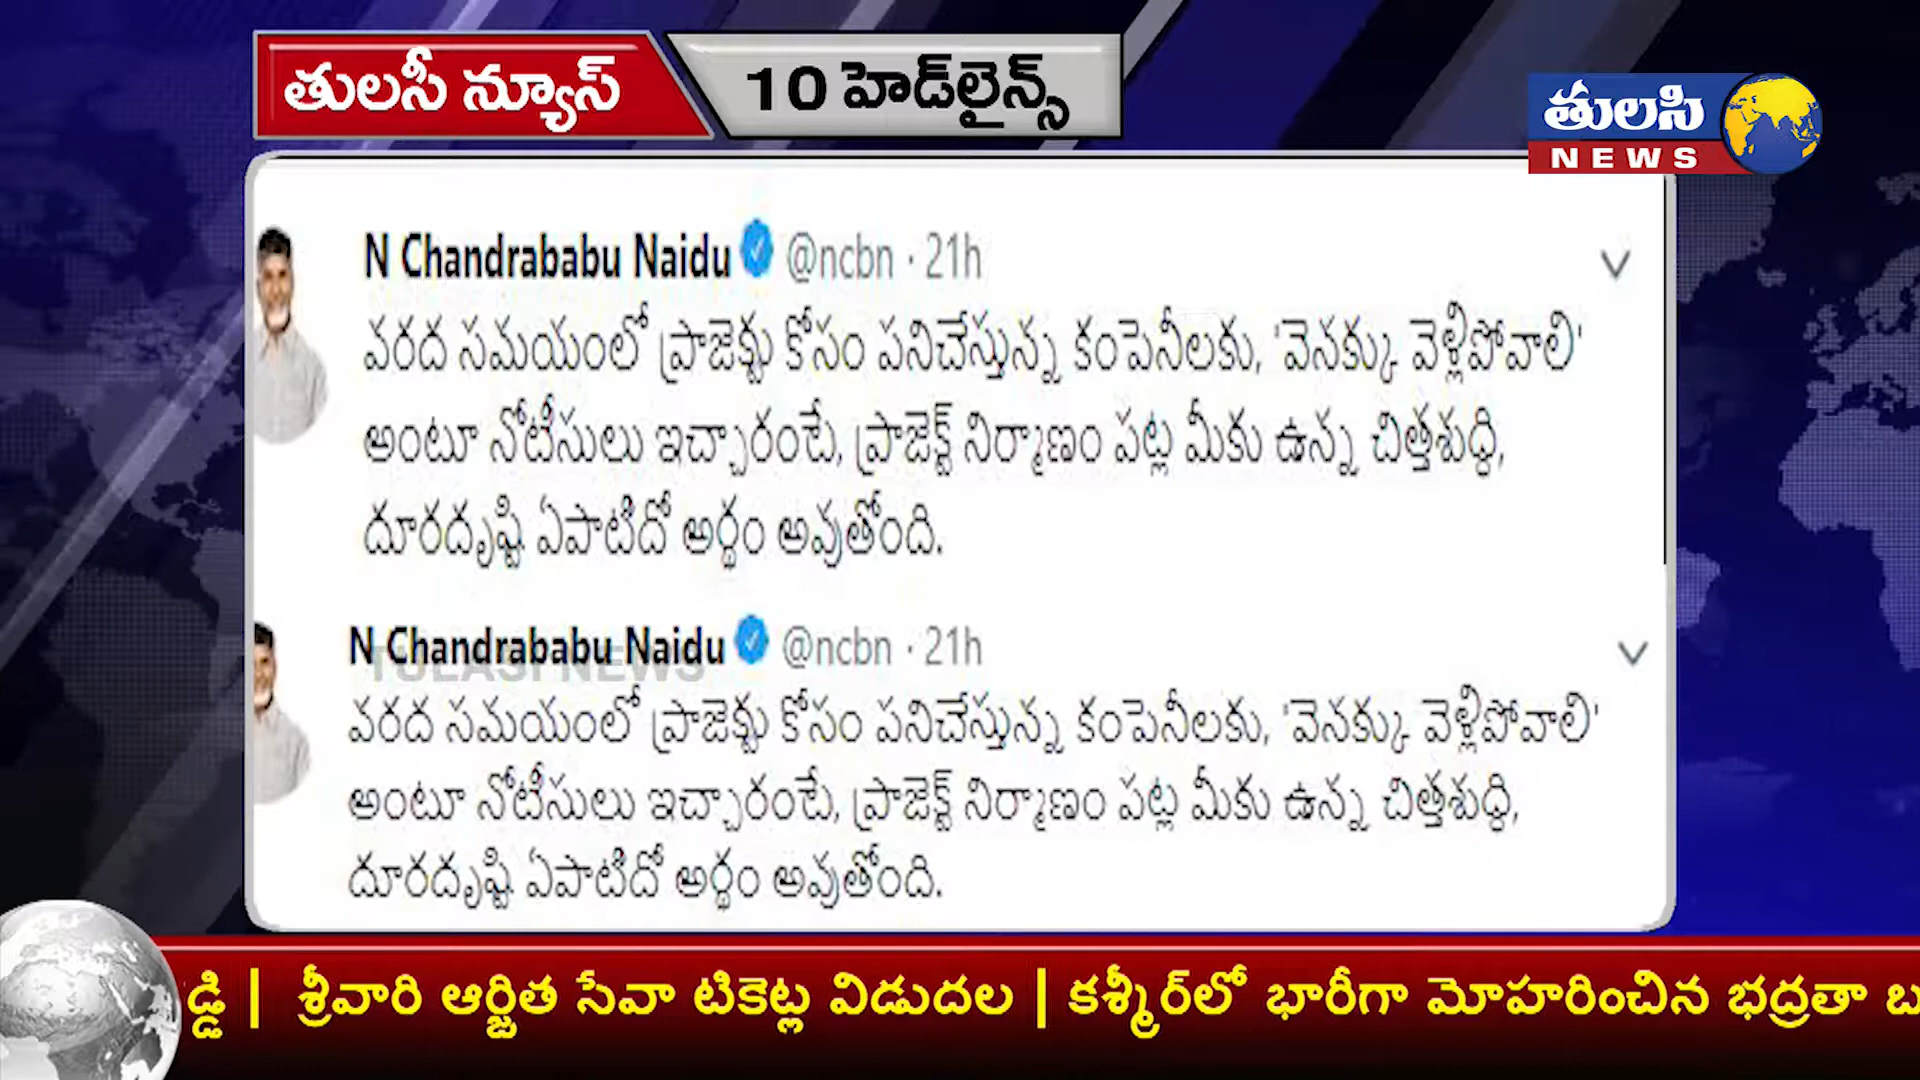 తులసీ న్యూస్ 10 హెడ్‌లైన్స్
తులసి
NEWS
N Chandrababu Naidu @ncbn · 21h
వరద సమయంలో ప్రాజెక్టు కోసం పనిచేస్తున్న కంపెనీలకు, 'వెనక్కు వెళ్లిపోవాలి'
అంటూ నోటీసులు ఇచ్చారంటే, ప్రాజెక్ట్ నిర్మాణం పట్ల మీకు ఉన్న చిత్తశుద్ధి,
దూరదృష్టి ఏపాటిదో అర్థం అవుతోంది.
N Chandrababu Naidu @ncbn · 21h
TULASI NEWS
వరద సమయంలో ప్రాజెక్టు కోసం పనిచేస్తున్న కంపెనీలకు, 'వెనక్కు వెళ్లిపోవాలి'
అంటూ నోటీసులు ఇచ్చారంటే, ప్రాజెక్ట్ నిర్మాణం పట్ల మీకు ఉన్న చిత్తశుద్ధి,
దూరదృష్టి ఏపాటిదో అర్థం అవుతోంది.
డ్డి | శ్రీవారి ఆర్జిత సేవా టికెట్ల విడుదల | కశ్మీర్‌లో భారీగా మోహరించిన భద్రతా బ